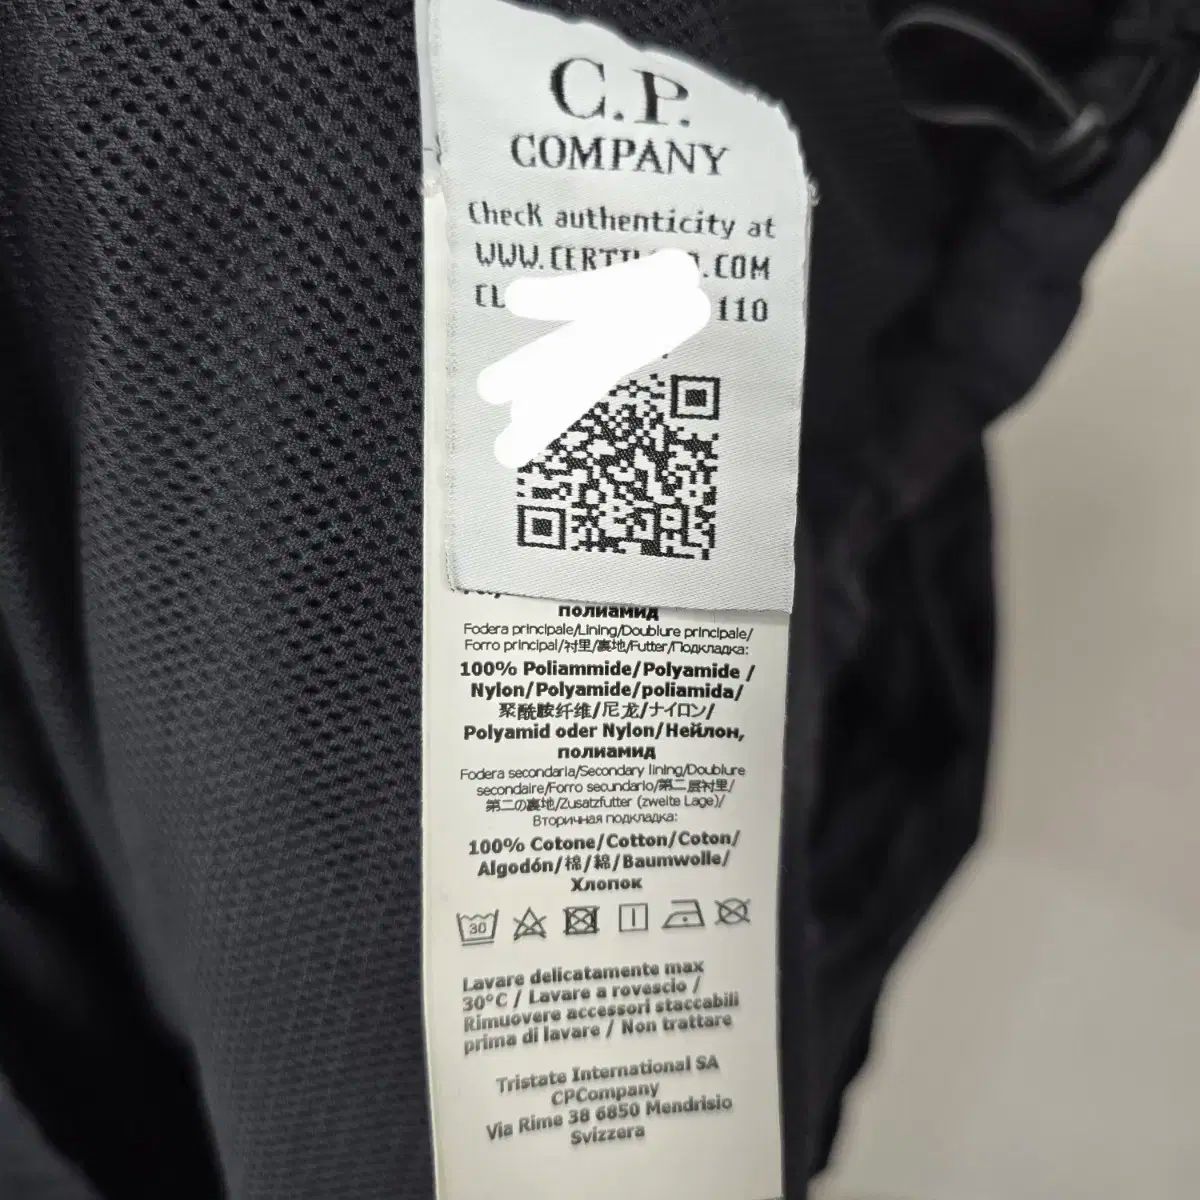 C.P.
COMPANY
Check authenticity at
WWW.CERTI .COM
CL 110
полиамид
Fodera principale/Lining/Doublure principale/
Forro principal/衬里/裏地/Futter/Подкладка:
100% Poliammide/Polyamide /
Nylon/Polyamide/poliamida/
聚酰胺纤维/尼龙/ナイロン/
Polyamid oder Nylon/Нейлон,
полиамид
Fodera secondaria/Secondary lining/Doublure
secondaire/Forro secundario/第二层衬里/
第二の裏地/Zusatzfutter (zweite Lage)/
Вторичная подкладка:
100% Cotone/Cotton/Coton/
Algodón/棉/綿/Baumwolle/
Хлопок
30
Lavare delicatamente max
30°C / Lavare a rovescio /
Rimuovere accessori staccabili
prima di lavare / Non trattare
Tristate International SA
CPCompany
Via Rime 38 6850 Mendrisio
Svizzera